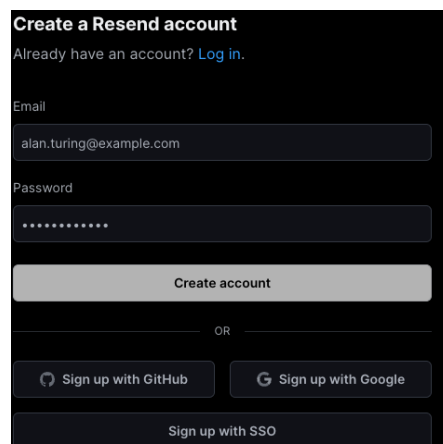 Create a Resend account
Already have an account? Log in.
Email
alan.turing@example.com
Password
••••••••••••
Create account
OR
Sign up with GitHub
Sign up with Google
Sign up with SSO